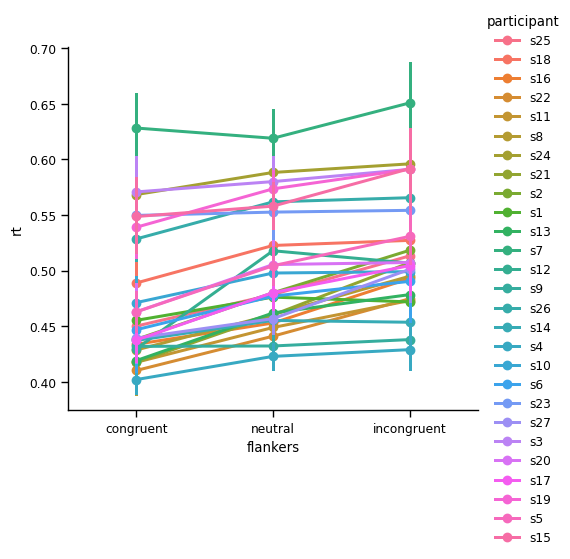 participant
s25
s18
s16
s22
s11
s8
s24
s21
s2
s1
s13
s7
s12
s9
s26
s14
s4
s10
s6
s23
s27
s3
s20
s17
s19
s5
s15
0.70
0.65
0.60
0.55
0.50
0.45
0.40
rt
congruent neutral incongruent
flankers